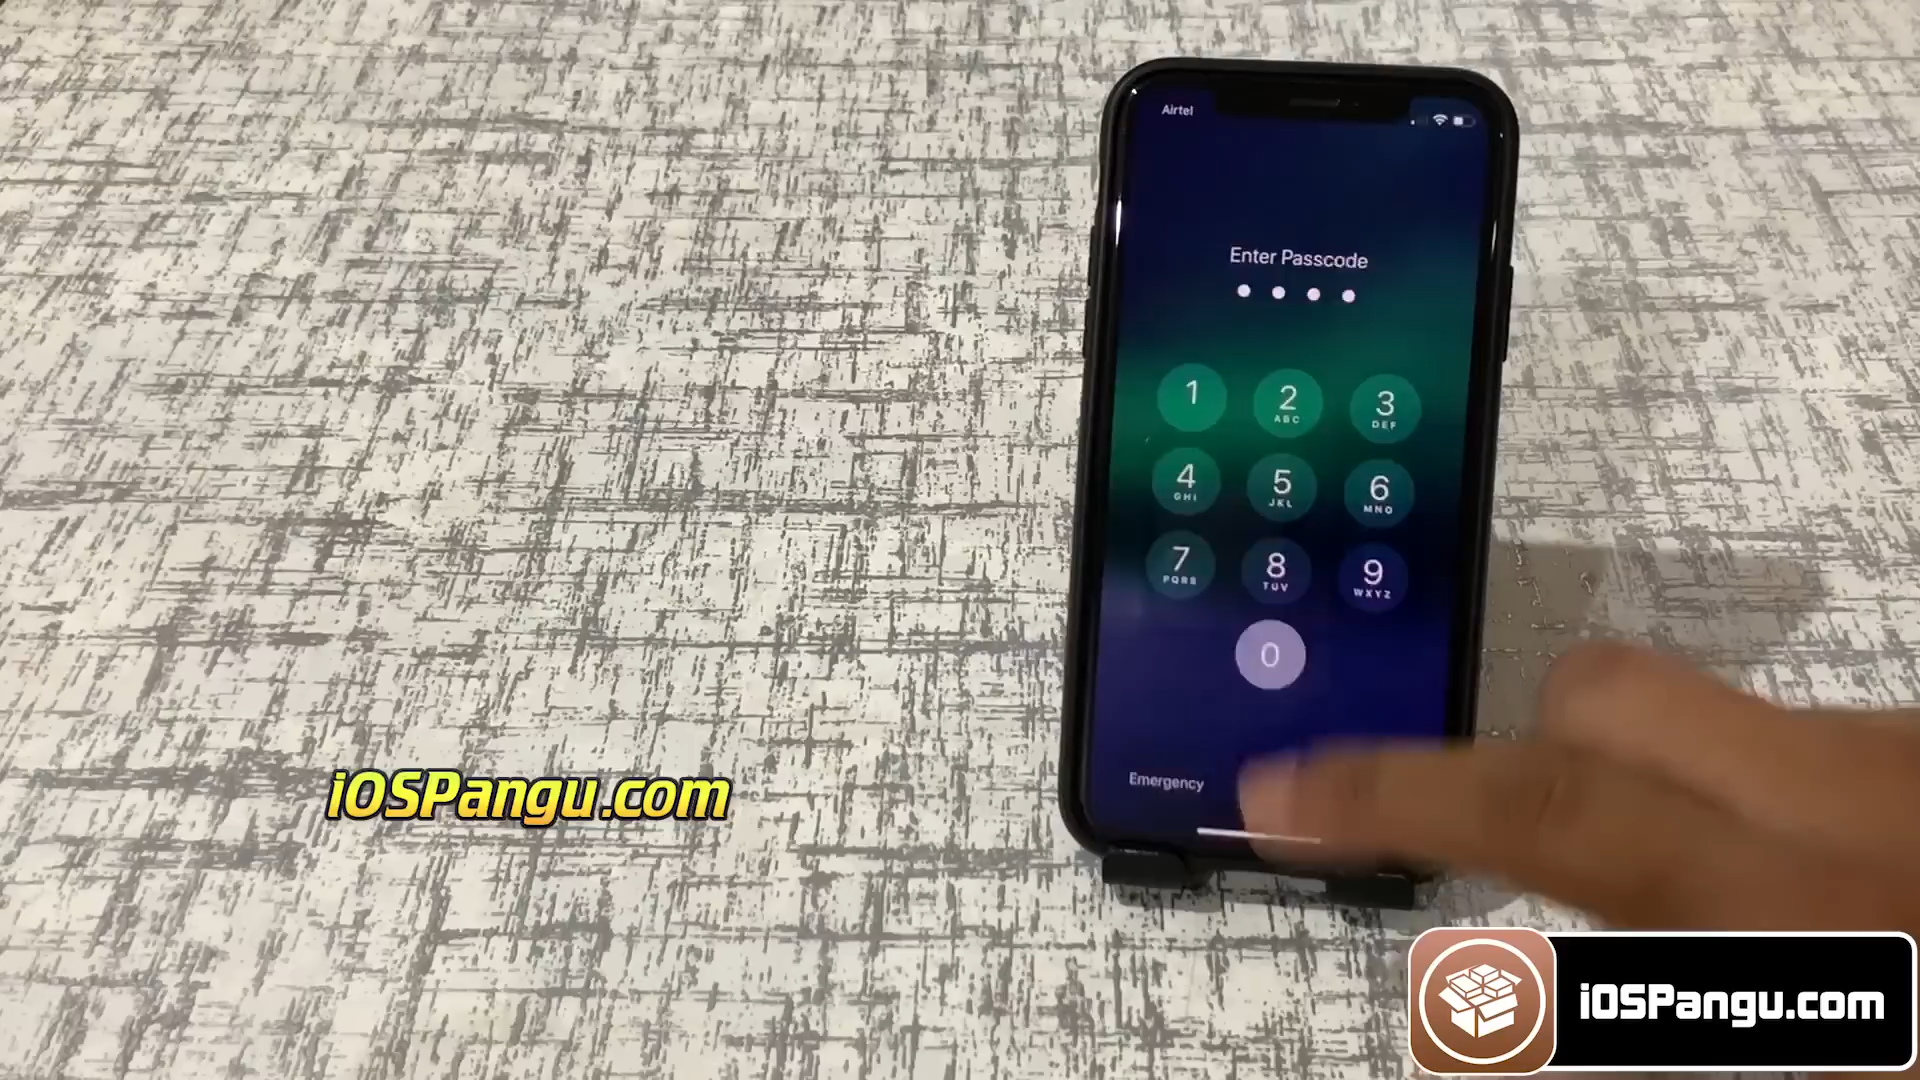 Airtel
Enter Passcode
1
2
ABC
3
DEF
4
GHI
5
JKL
6
MNO
7
PQRS
8
TUV
9
WXYZ
0
Emergency
iOSPangu.com
iOSPangu.com